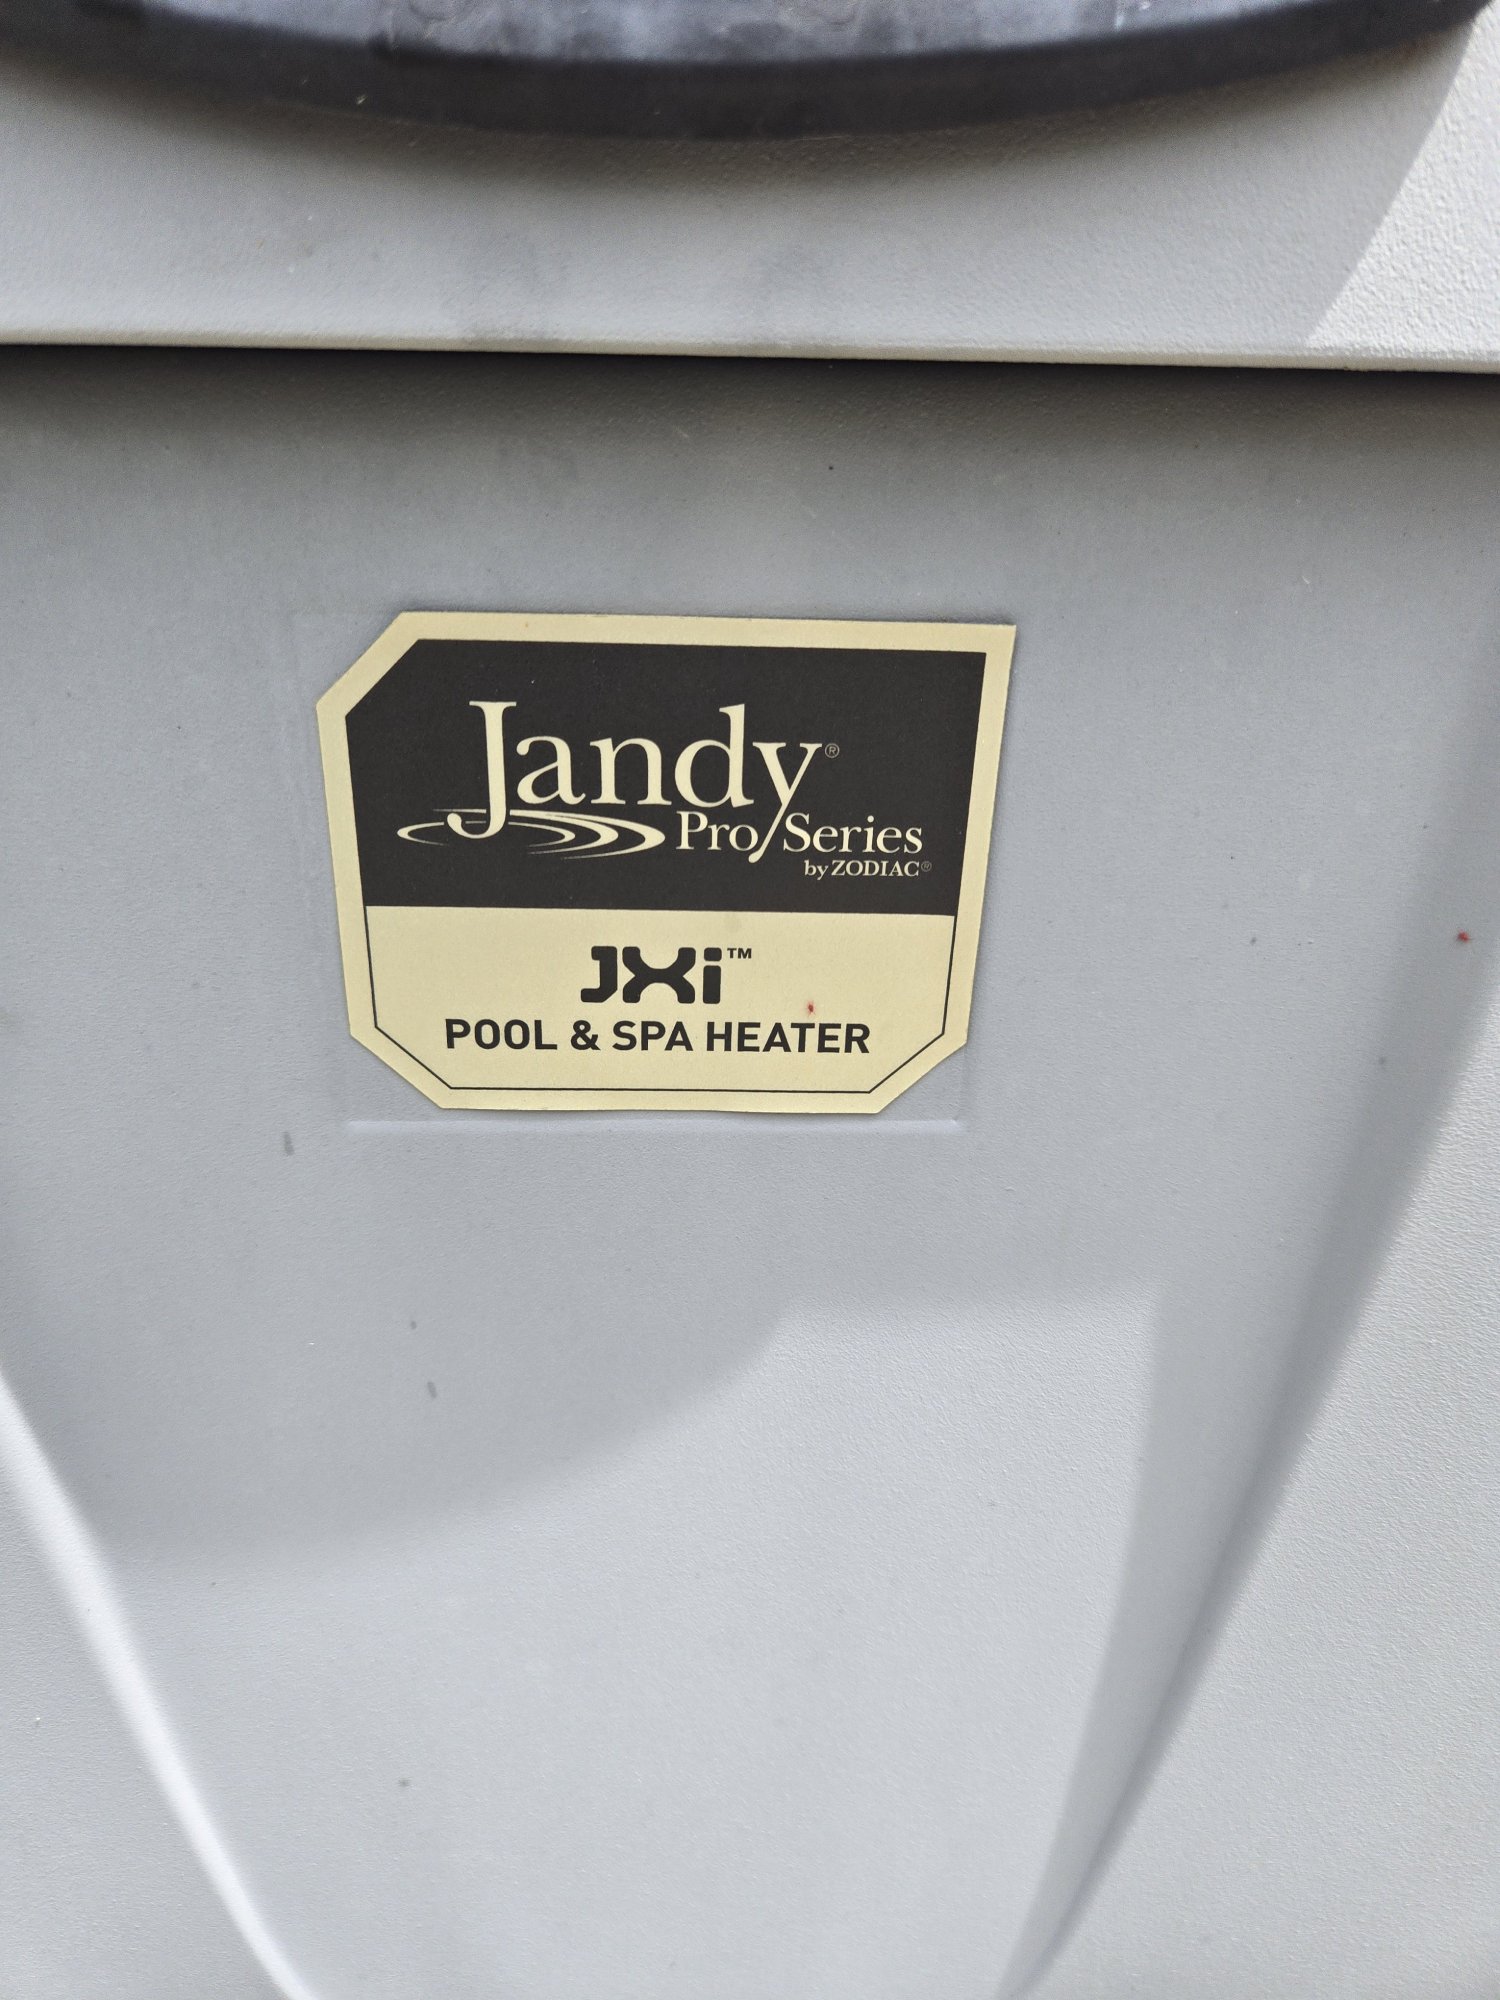 Jandy®
Pro Series
by ZODIAC®
JXi™
POOL & SPA HEATER